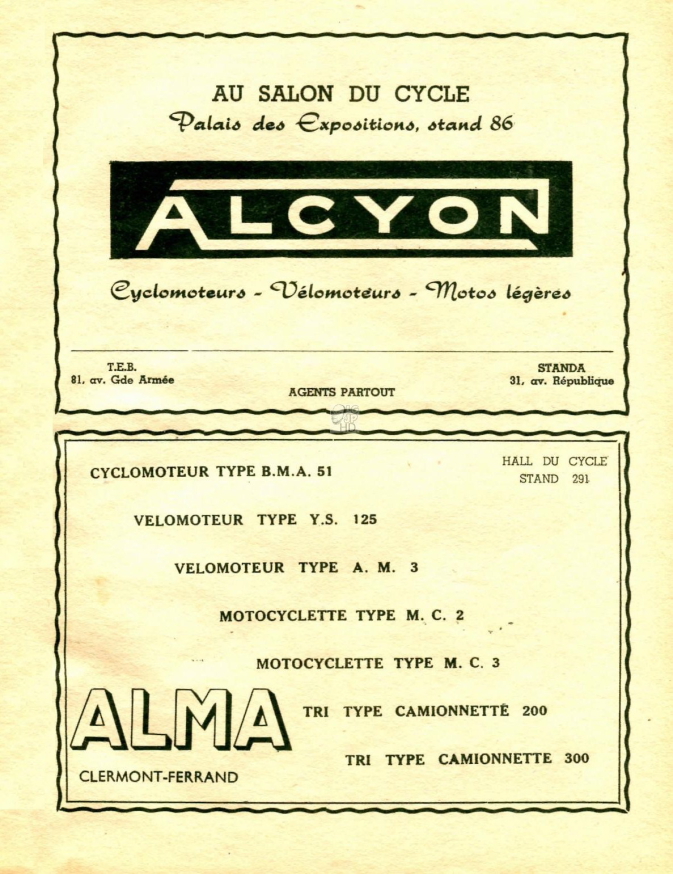 AU SALON DU CYCLE
Palais des Expositions, stand 86
ALCYON
Cyclomoteurs - Vélomoteurs - Motos légères
T.E.B.
81, av. Gde Armée
AGENTS PARTOUT
STANDA
31, av. République
CYCLOMOTEUR TYPE B.M.A. 51
HALL DU CYCLE
STAND 291
VELOMOTEUR TYPE Y.S. 125
VELOMOTEUR TYPE A. M. 3
MOTOCYCLETTE TYPE M. C. 2
MOTOCYCLETTE TYPE M. C. 3
TRI TYPE CAMIONNETTE 200
TRI TYPE CAMIONNETTE 300
ALMA
CLERMONT-FERRAND